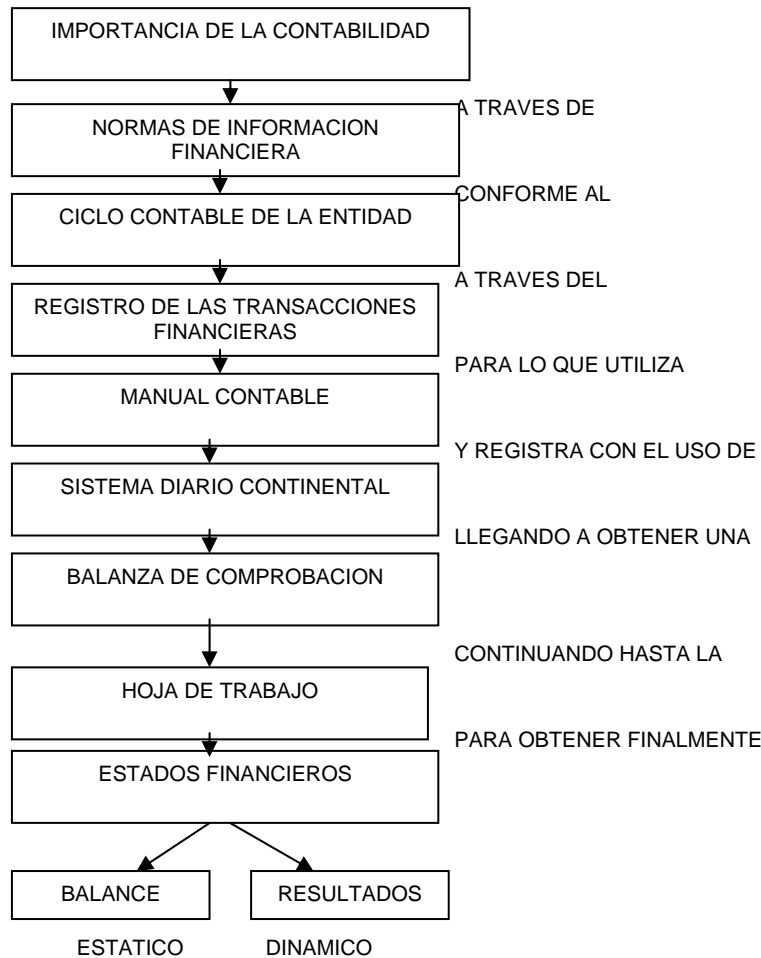 IMPORTANCIA DE LA CONTABILIDAD
A TRAVES DE
NORMAS DE INFORMACION
FINANCIERA
CONFORME AL
CICLO CONTABLE DE LA ENTIDAD
A TRAVES DEL
REGISTRO DE LAS TRANSACCIONES
FINANCIERAS
PARA LO QUE UTILIZA
MANUAL CONTABLE
Y REGISTRA CON EL USO DE
SISTEMA DIARIO CONTINENTAL
LLEGANDO A OBTENER UNA
BALANZA DE COMPROBACION
CONTINUANDO HASTA LA
HOJA DE TRABAJO
PARA OBTENER FINALMENTE
ESTADOS FINANCIEROS
BALANCE
RESULTADOS
ESTATICO
DINAMICO